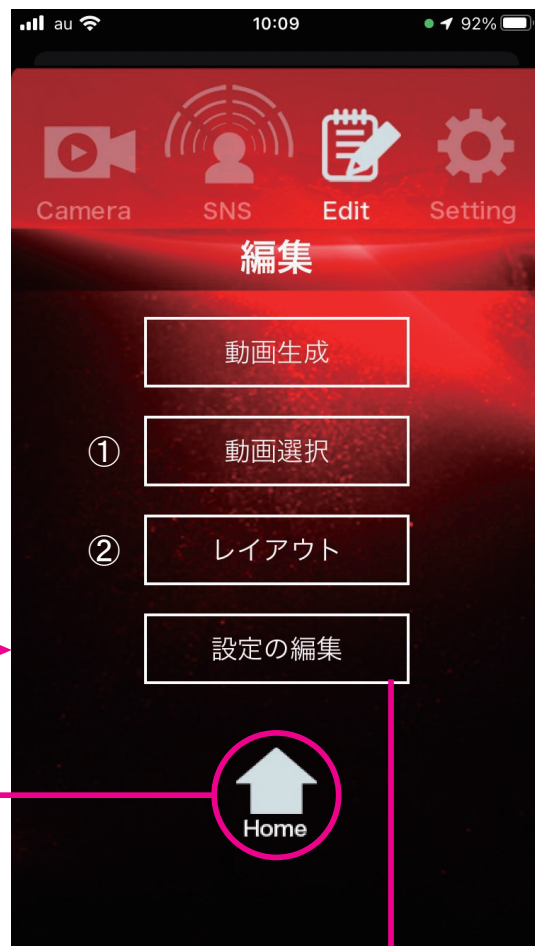 au 10:09 92%
Camera SNS Edit Setting
編集
動画生成
① 動画選択
② レイアウト
設定の編集
Home